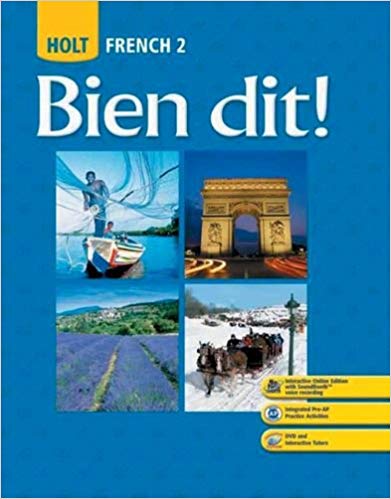 HOLT FRENCH 2
Bien dit!
Interactive Online Edition
with SoundBooth™
voice recording
AP
Integrated Pre-AP
Practice Activities
DVD and
Interactive Tutors